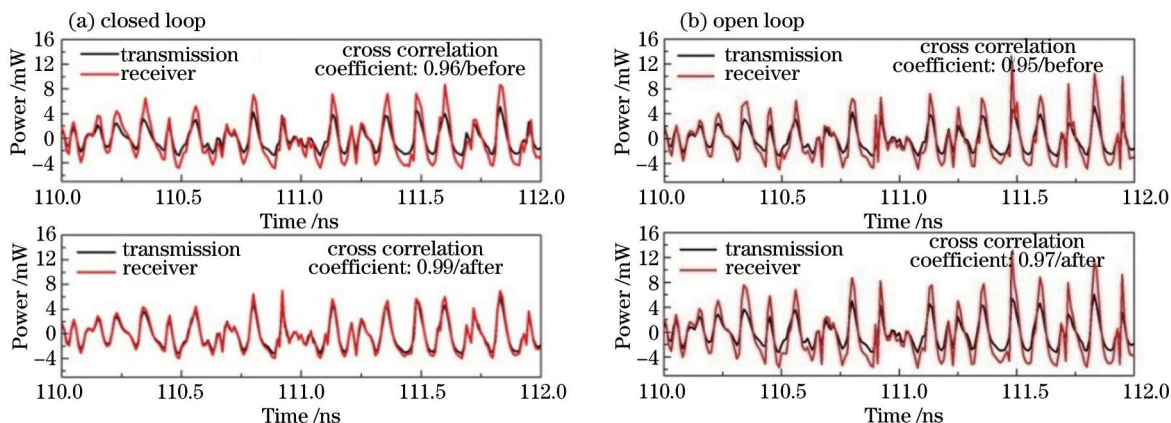 (a) closed loop
16
12
8
4
0
−4
Power /mW
transmission
receiver
cross correlation
coefficient: 0.96/before
110.0 110.5 111.0 111.5 112.0
Time /ns
16
12
8
4
0
−4
Power /mW
transmission
receiver
cross correlation
coefficient: 0.99/after
110.0 110.5 111.0 111.5 112.0
Time /ns
(b) open loop
16
12
8
4
0
−4
Power /mW
transmission
receiver
cross correlation
coefficient: 0.95/before
110.0 110.5 111.0 111.5 112.0
Time /ns
16
12
8
4
0
−4
Power /mW
transmission
receiver
cross correlation
coefficient: 0.97/after
110.0 110.5 111.0 111.5 112.0
Time /ns